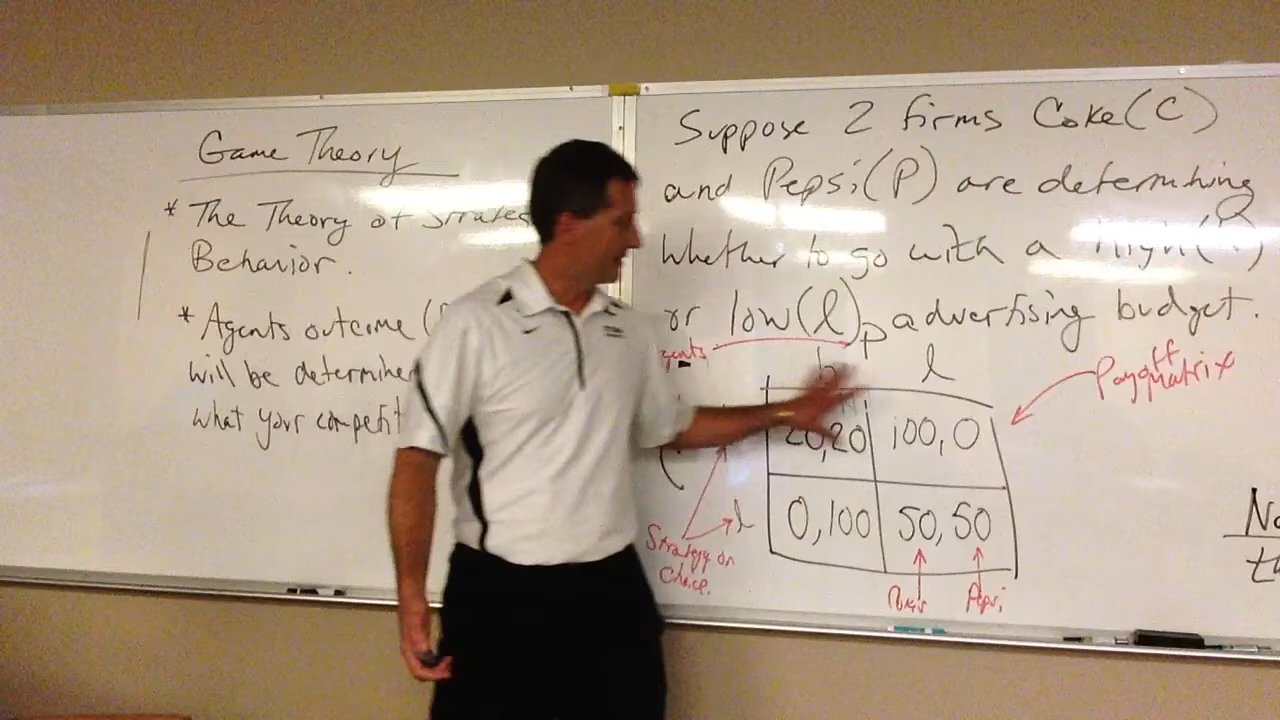 Game Theory
* The Theory of
Behavior.
* Agents outcome (
will be determine
what your competit
Suppose 2 firms Coke(C)
and Pepsi(P) are determining
Whether to go with a High(
or low(l) advertising budget.
P
h l
20,20 100,0
l 0,100 50,50
Payoff
matrix
Strategy or
Choice.
Pepsi